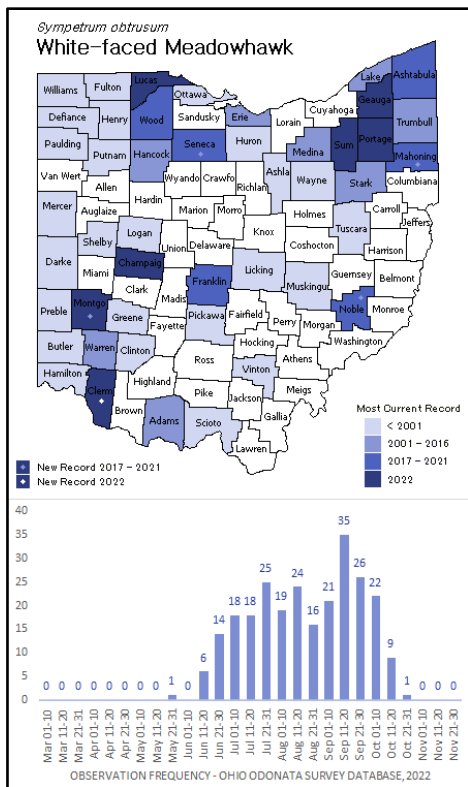 Sympetrum obtrusum
White-faced Meadowhawk
Williams Fulton Lucas Ottawa Lake Ashtabula
Defiance Henry Wood Sandusky Erie Lorain Cuyahoga Geauga Trumbull
Paulding Putnam Hancock Seneca Huron Medina Sum Portage Mahoning
Van Wert Allen Wyando Crawfo Richlan Ashla Wayne Stark Columbiana
Mercer Auglaize Hardin Marion Morro Knox Holmes Tuscara Carroll Jeffers
Darke Shelby Logan Union Delaware Coshocton Harrison
Miami Champaig Clark Madis Franklin Licking Muskingu Guernsey Belmont
Preble Montgo Greene Fayette Pickawa Fairfield Perry Morgan Noble Monroe
Butler Warren Clinton Ross Hocking Athens Washington
Hamilton Clerm Highland Pike Vinton Meigs
Brown Adams Scioto Jackson Gallia
Lawren
Most Current Record
< 2001
2001 - 2016
2017 - 2021
2022
New Record 2017 - 2021
New Record 2022
40
35
30
25
20
15
10
5
0
0 0 0 0 0 0 0 0 1 0 6 14 18 18 25 19 24 16 21 35 26 22 9 1 0 0 0
Mar 01-10
Mar 11-20
Mar 21-31
Apr 01-10
Apr 11-20
Apr 21-30
May 01-10
May 11-20
May 21-31
Jun 01-10
Jun 11-20
Jun 21-30
Jul 01-10
Jul 11-20
Jul 21-31
Aug 01-10
Aug 11-20
Aug 21-31
Sep 01-10
Sep 11-20
Sep 21-30
Oct 01-10
Oct 11-20
Oct 21-31
Nov 01-10
Nov 11-20
Nov 21-30
OBSERVATION FREQUENCY - OHIO ODONATA SURVEY DATABASE, 2022